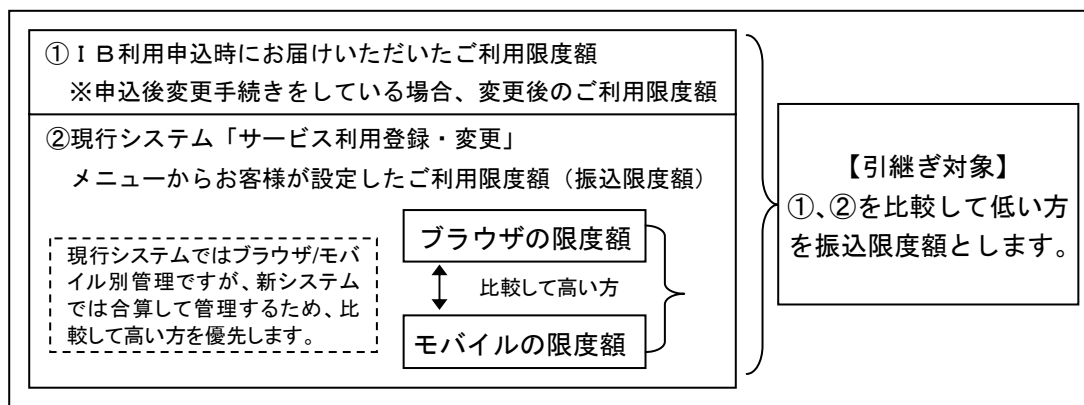 ①ＩＢ利用申込時にお届けいただいたご利用限度額
※申込後変更手続きをしている場合、変更後のご利用限度額
②現行システム「サービス利用登録・変更」
メニューからお客様が設定したご利用限度額（振込限度額）
現行システムではブラウザ/モバ
イル別管理ですが、新システム
では合算して管理するため、比
較して高い方を優先します。
ブラウザの限度額
比較して高い方
モバイルの限度額
【引継ぎ対象】
①、②を比較して低い方
を振込限度額とします。